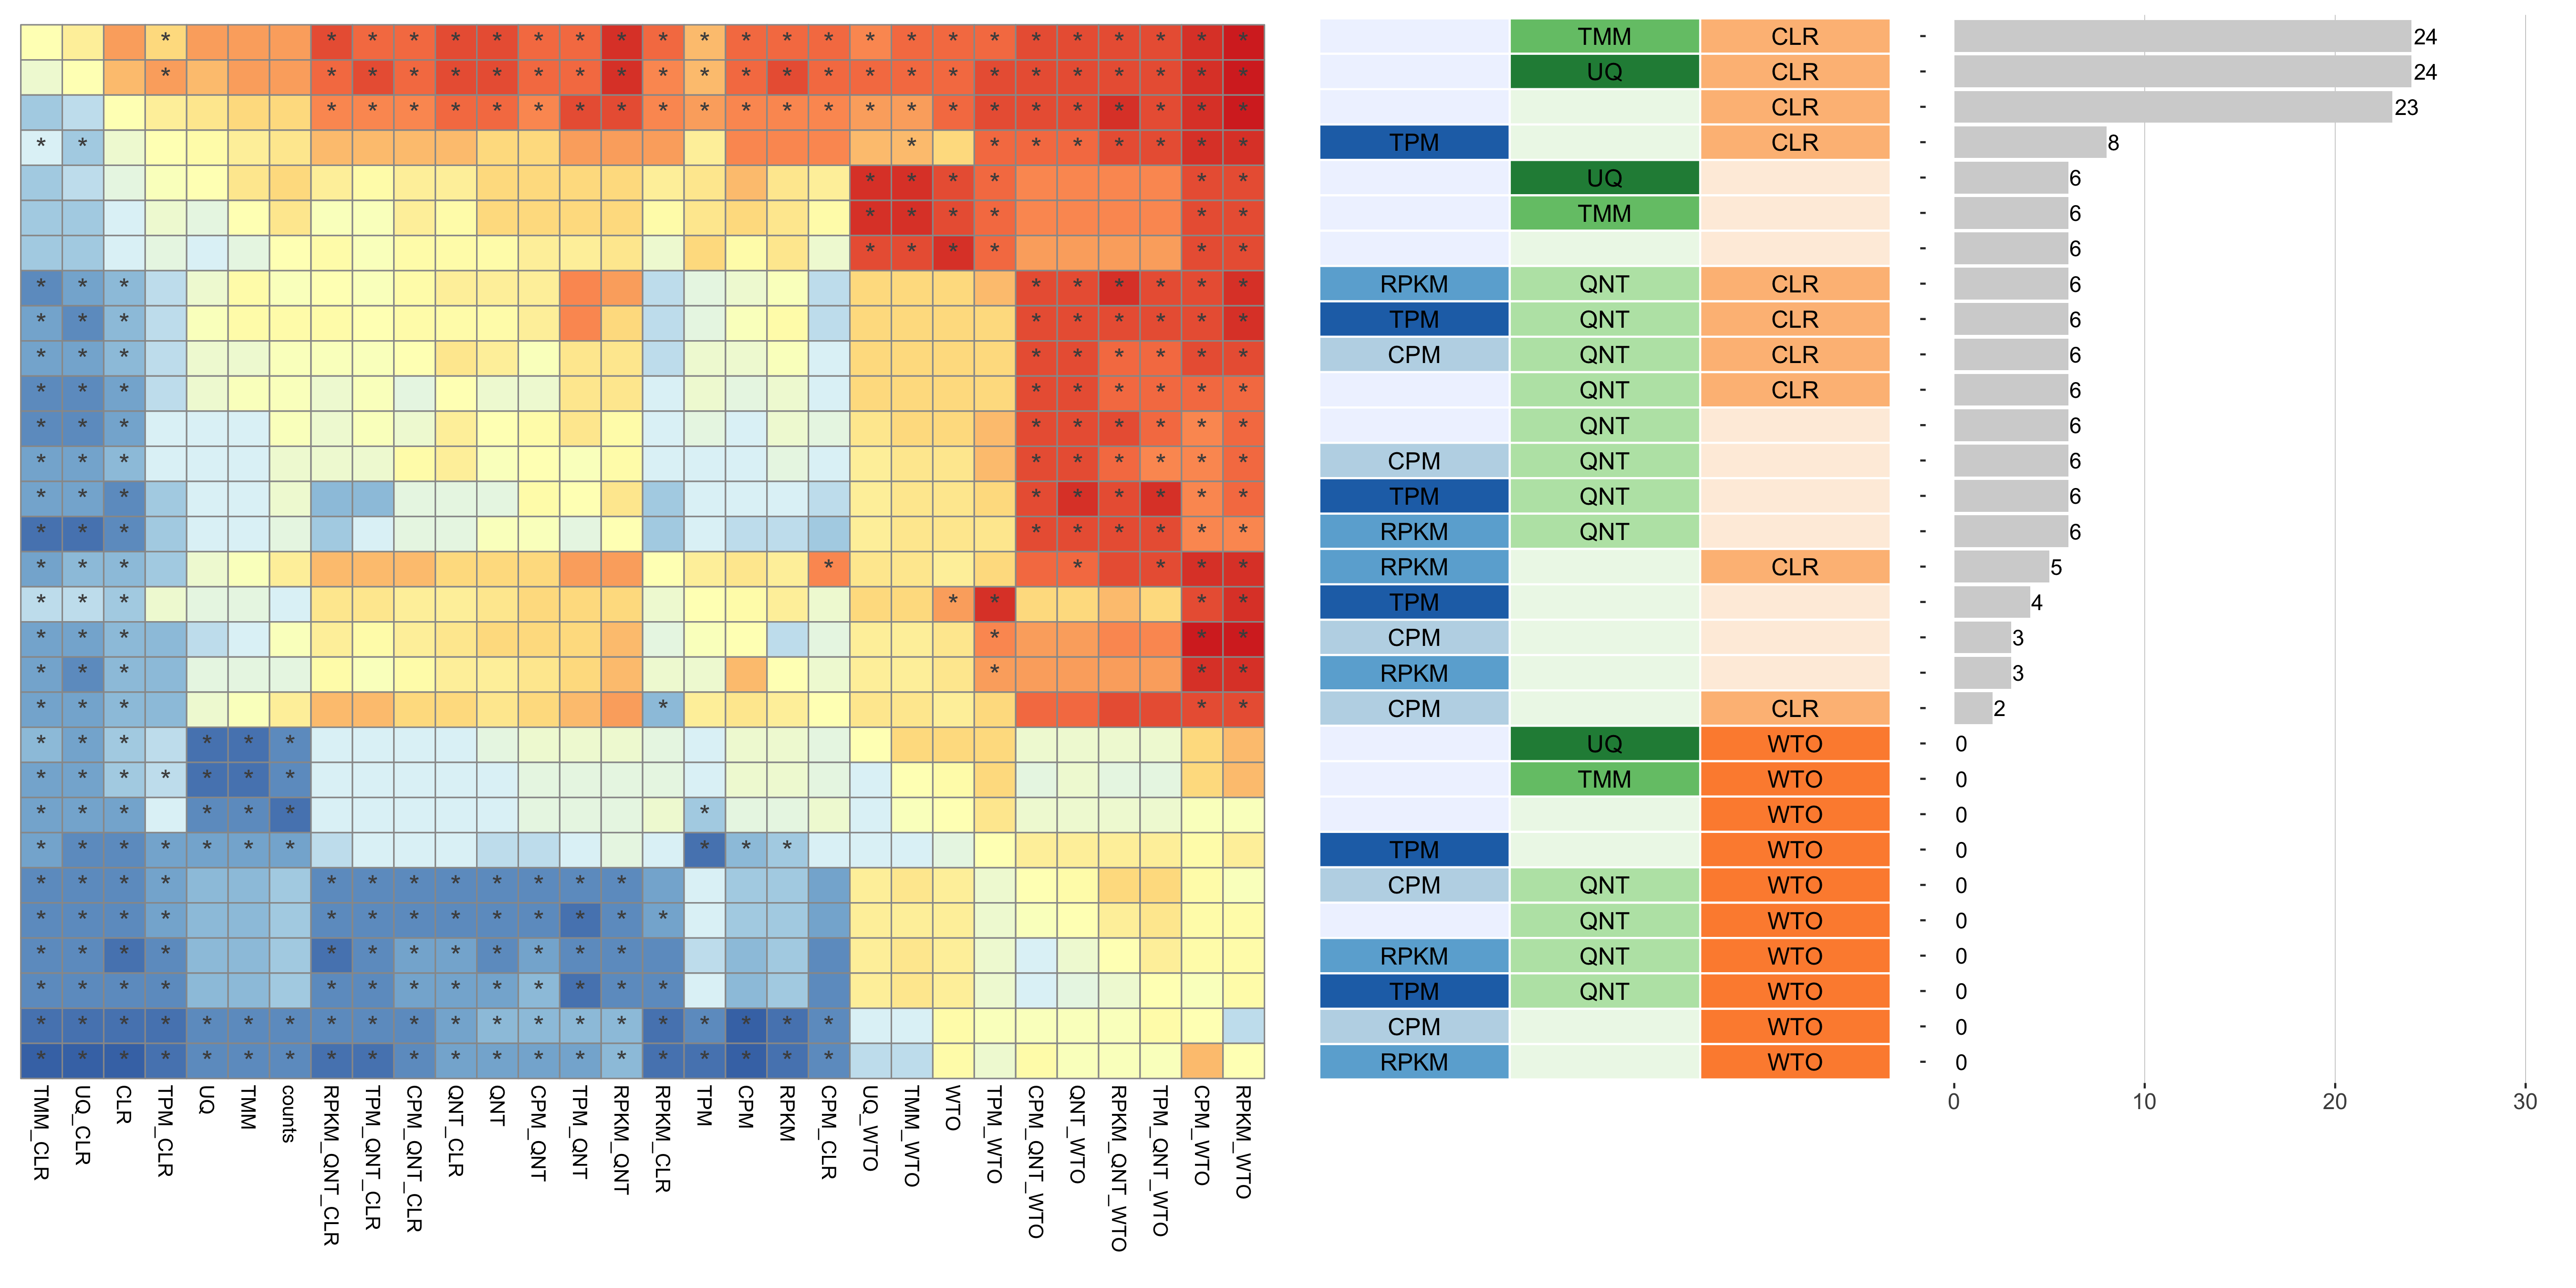 * * * * * * * * * * * * * * * * * * * * * * * * TMM CLR - 24
* * * * * * * * * * * * * * * * * * * * * * * * UQ CLR - 24
* * * * * * * * * * * * * * * * * * * * * * * CLR - 23
* * * * * * * * * * TPM CLR - 8
* * * * * * UQ - 6
* * * * * * TMM - 6
* * * * * * - 6
* * * * * * * * * RPKM QNT CLR - 6
* * * * * * * * * TPM QNT CLR - 6
* * * * * * * * * CPM QNT CLR - 6
* * * * * * * * * QNT CLR - 6
* * * * * * * * * QNT - 6
* * * * * * * * * CPM QNT - 6
* * * * * * * * * TPM QNT - 6
* * * * * * * * * RPKM QNT - 6
* * * * * * * * RPKM CLR - 5
* * * * * * * TPM - 4
* * * * * * CPM - 3
* * * * * * RPKM - 3
* * * * * * CPM CLR - 2
* * * * * * UQ WTO - 0
* * * * * * * TMM WTO - 0
* * * * * * * WTO - 0
* * * * * * * * * * TPM WTO - 0
* * * * * * * * * * * * CPM QNT WTO - 0
* * * * * * * * * * * * * QNT WTO - 0
* * * * * * * * * * * * RPKM QNT WTO - 0
* * * * * * * * * * * * * TPM QNT WTO - 0
* * * * * * * * * * * * * * * * * * * * CPM WTO - 0
* * * * * * * * * * * * * * * * * * * * RPKM WTO - 0
TMM_CLR
UQ_CLR
CLR
TPM_CLR
UQ
TMM
counts
RPKM_QNT_CLR
TPM_QNT_CLR
CPM_QNT_CLR
QNT_CLR
QNT
CPM_QNT
TPM_QNT
RPKM_QNT
RPKM_CLR
TPM
CPM
RPKM
CPM_CLR
UQ_WTO
TMM_WTO
WTO
TPM_WTO
CPM_QNT_WTO
QNT_WTO
RPKM_QNT_WTO
TPM_QNT_WTO
CPM_WTO
RPKM_WTO
0 10 20 30